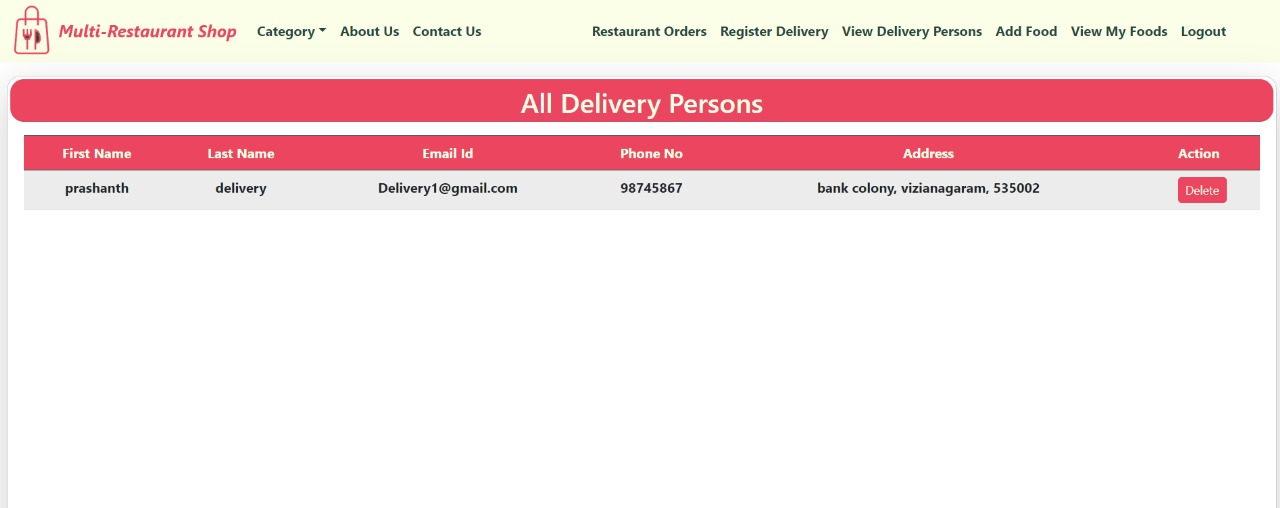 Multi-Restaurant Shop Category About Us Contact Us Restaurant Orders Register Delivery View Delivery Persons Add Food View My Foods Logout
All Delivery Persons
First Name Last Name Email Id Phone No Address Action
prashanth delivery Delivery1@gmail.com 98745867 bank colony, vizianagaram, 535002 Delete